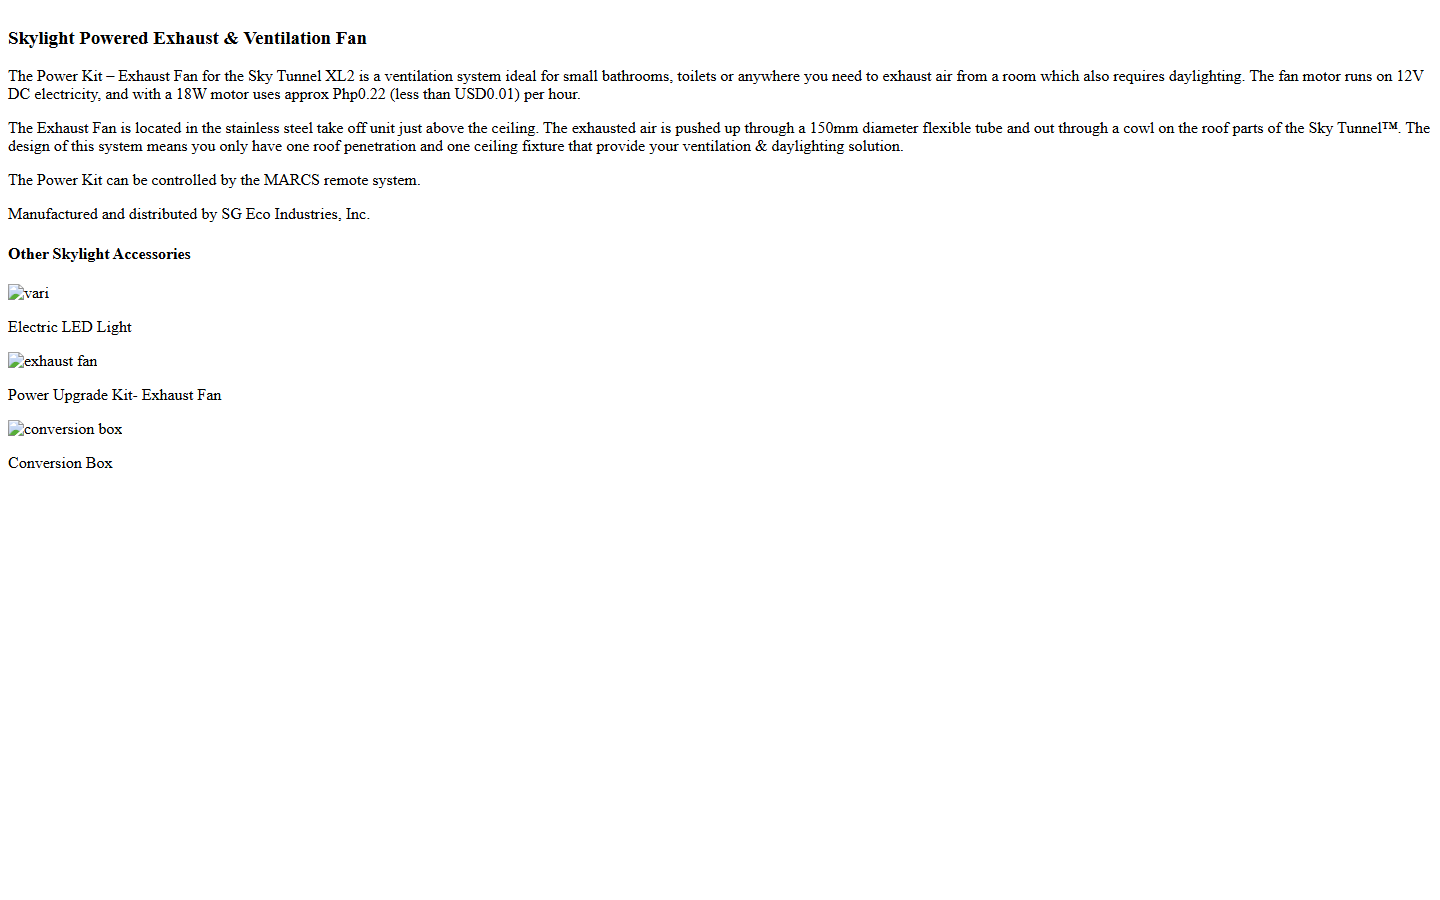 Skylight Powered Exhaust & Ventilation Fan
The Power Kit – Exhaust Fan for the Sky Tunnel XL2 is a ventilation system ideal for small bathrooms, toilets or anywhere you need to exhaust air from a room which also requires daylighting. The fan motor runs on 12V
DC electricity, and with a 18W motor uses approx Php0.22 (less than USD0.01) per hour.
The Exhaust Fan is located in the stainless steel take off unit just above the ceiling. The exhausted air is pushed up through a 150mm diameter flexible tube and out through a cowl on the roof parts of the Sky Tunnel™. The
design of this system means you only have one roof penetration and one ceiling fixture that provide your ventilation & daylighting solution.
The Power Kit can be controlled by the MARCS remote system.
Manufactured and distributed by SG Eco Industries, Inc.
Other Skylight Accessories
vari
Electric LED Light
exhaust fan
Power Upgrade Kit- Exhaust Fan
conversion box
Conversion Box